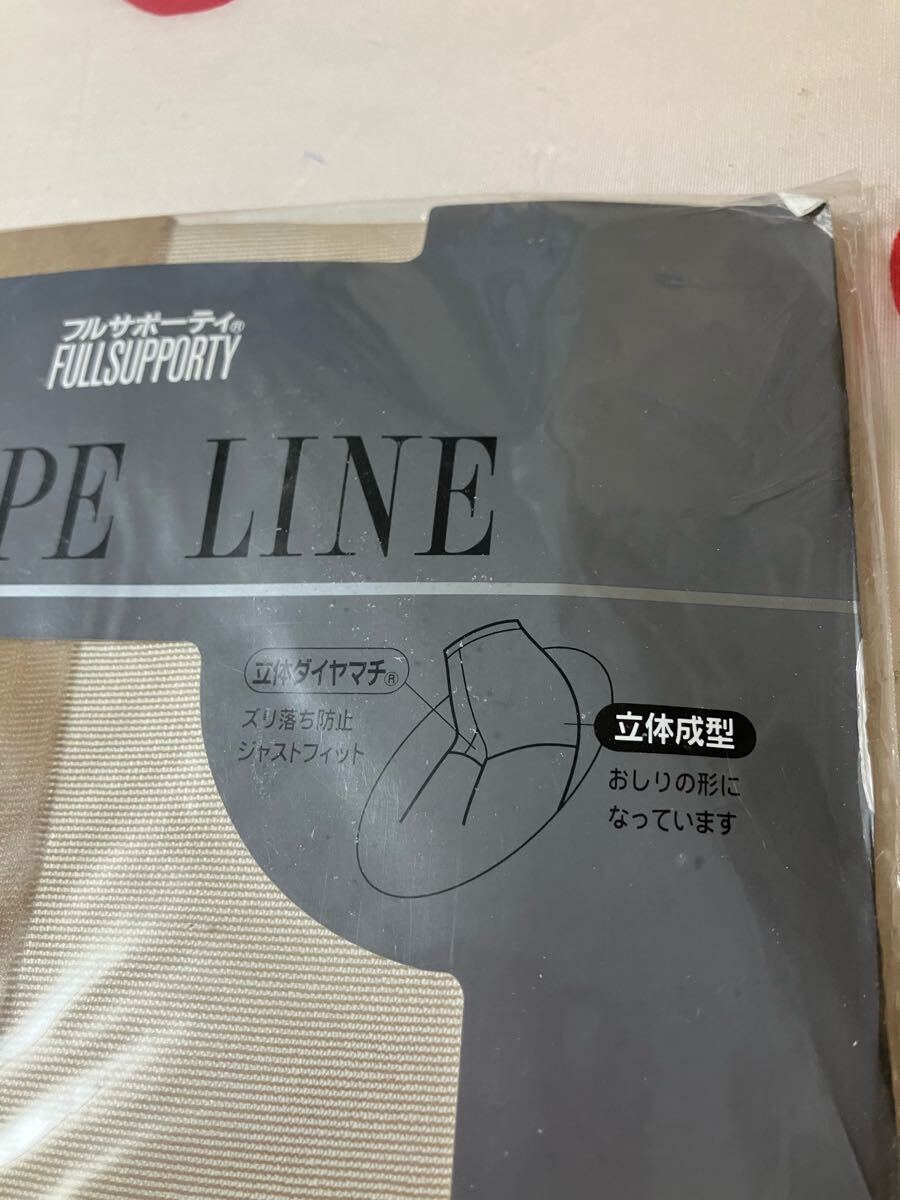 フルサポーティ®
FULLSUPPORTY
PE LINE
立体ダイヤマチ®
ズリ落ち防止
ジャストフィット
立体成型
おしりの形に
なっています